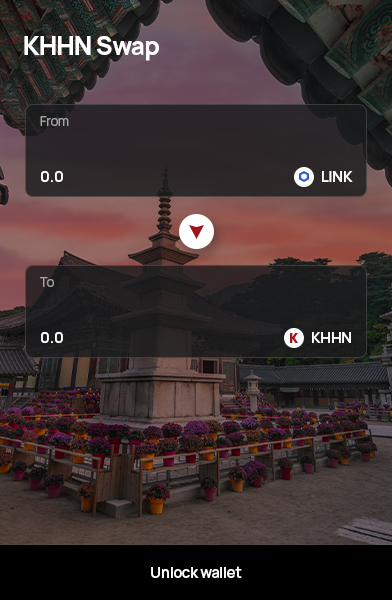 KHHN Swap
From
0.0
LINK
To
0.0
K
KHHN
Unlock wallet